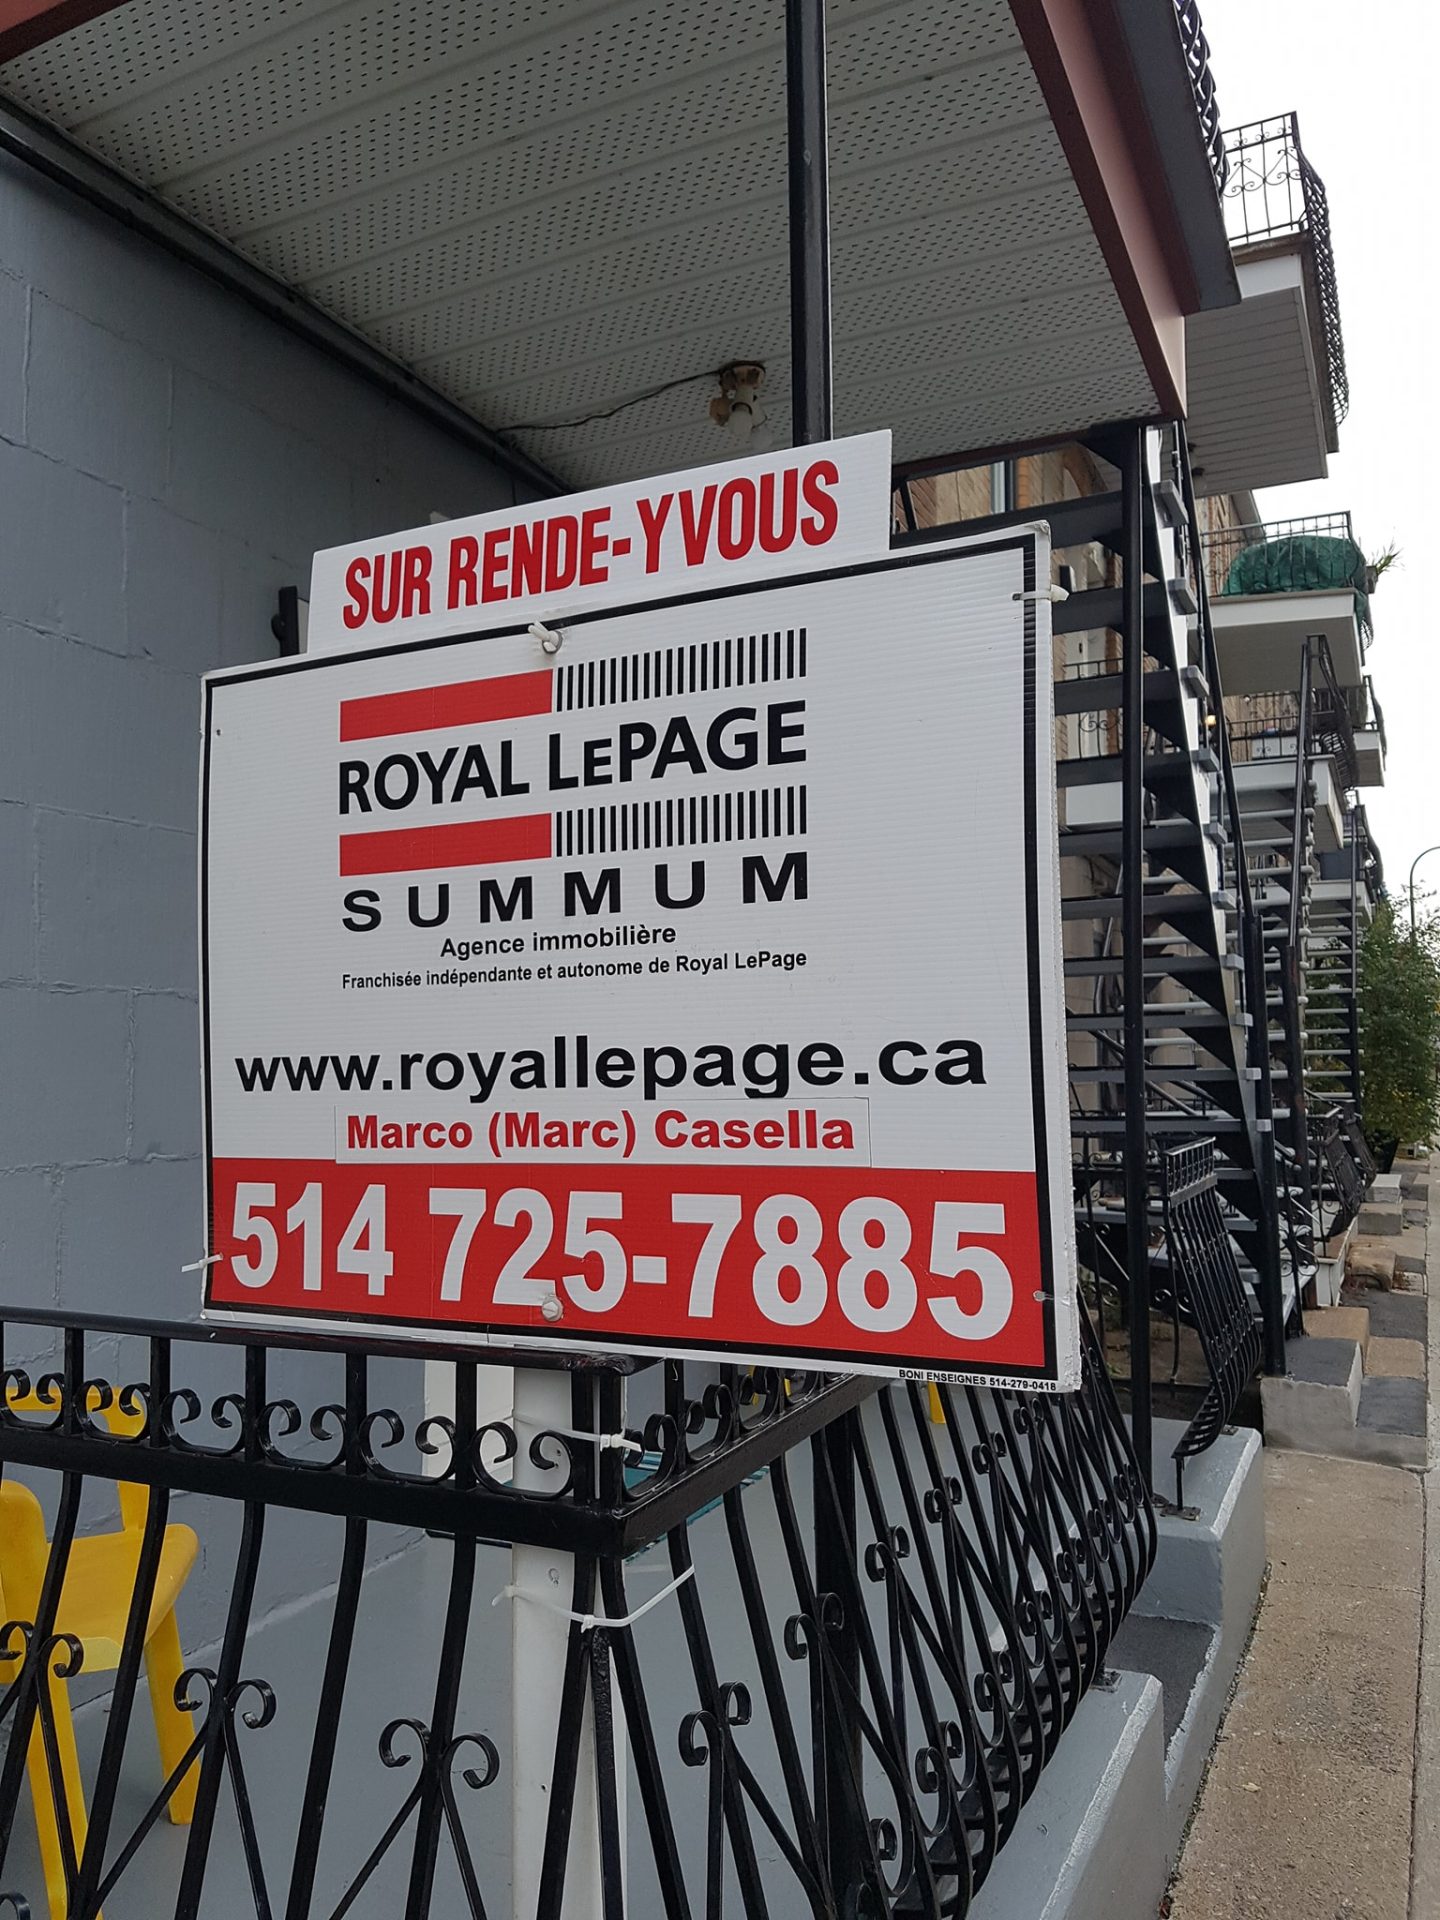 SUR RENDE-YVOUS
ROYAL LEPAGE
SUMMUM
Agence immobilière
Franchisée indépendante et autonome de Royal LePage
www.royallepage.ca
Marco (Marc) Casella
514 725-7885
BONI ENSEIGNES 514-279-0418